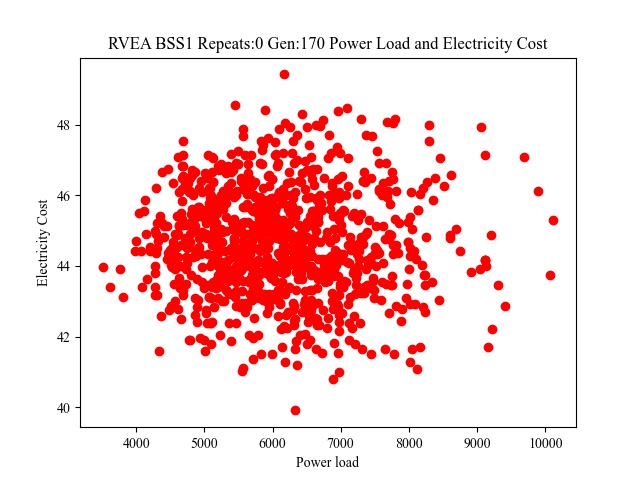 RVEA BSS1 Repeats:0 Gen:170 Power Load and Electricity Cost
48
46
44
42
40
Electricity Cost
4000 5000 6000 7000 8000 9000 10000
Power load